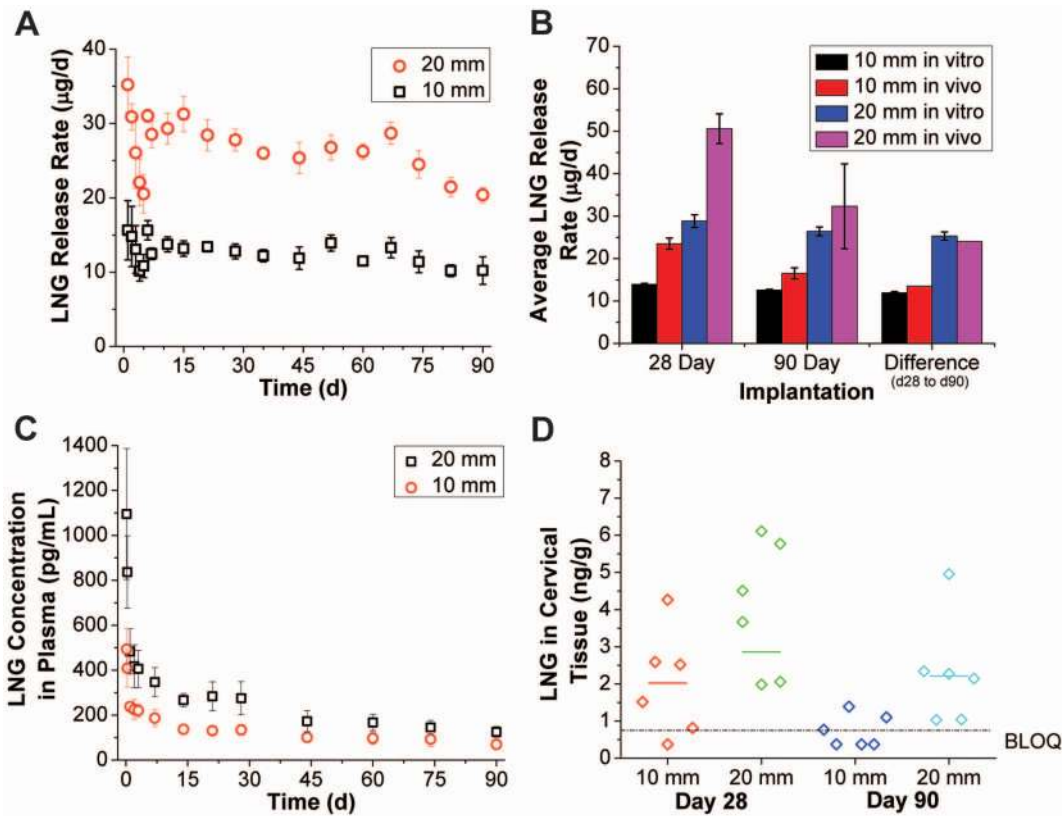 A
LNG Release Rate (µg/d)
40
30
20
10
0
20 mm
10 mm
0 15 30 45 60 75 90
Time (d)
B
Average LNG Release
Rate (µg/d)
70
60
50
40
30
20
10
0
10 mm in vitro
10 mm in vivo
20 mm in vitro
20 mm in vivo
28 Day 90 Day Difference
(d28 to d90)
Implantation
C
LNG Concentration
in Plasma (pg/mL)
1400
1200
1000
800
600
400
200
0
20 mm
10 mm
0 15 30 45 60 75 90
Time (d)
D
LNG in Cervical
Tissue (ng/g)
8
7
6
5
4
3
2
1
0
BLOQ
10 mm 20 mm 10 mm 20 mm
Day 28 Day 90